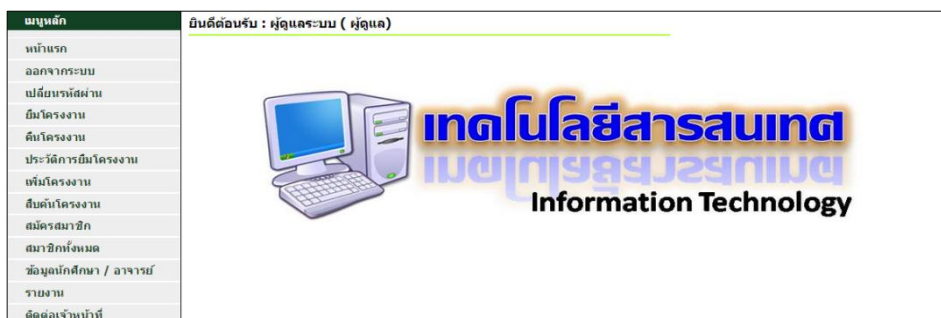 เมนูหลัก
หน้าแรก
ออกจากระบบ
เปลี่ยนรหัสผ่าน
ยืมโครงงาน
คืนโครงงาน
ประวัติการยืมโครงงาน
เพิ่มโครงงาน
สืบค้นโครงงาน
สมัครสมาชิก
สมาชิกทั้งหมด
ข้อมูลนักศึกษา / อาจารย์
รายงาน
ติดต่อเจ้าหน้าที่
ยินดีต้อนรับ : ผู้ดูแลระบบ ( ผู้ดูแล)
เทคโนโลยีสารสนเทศ
Information Technology